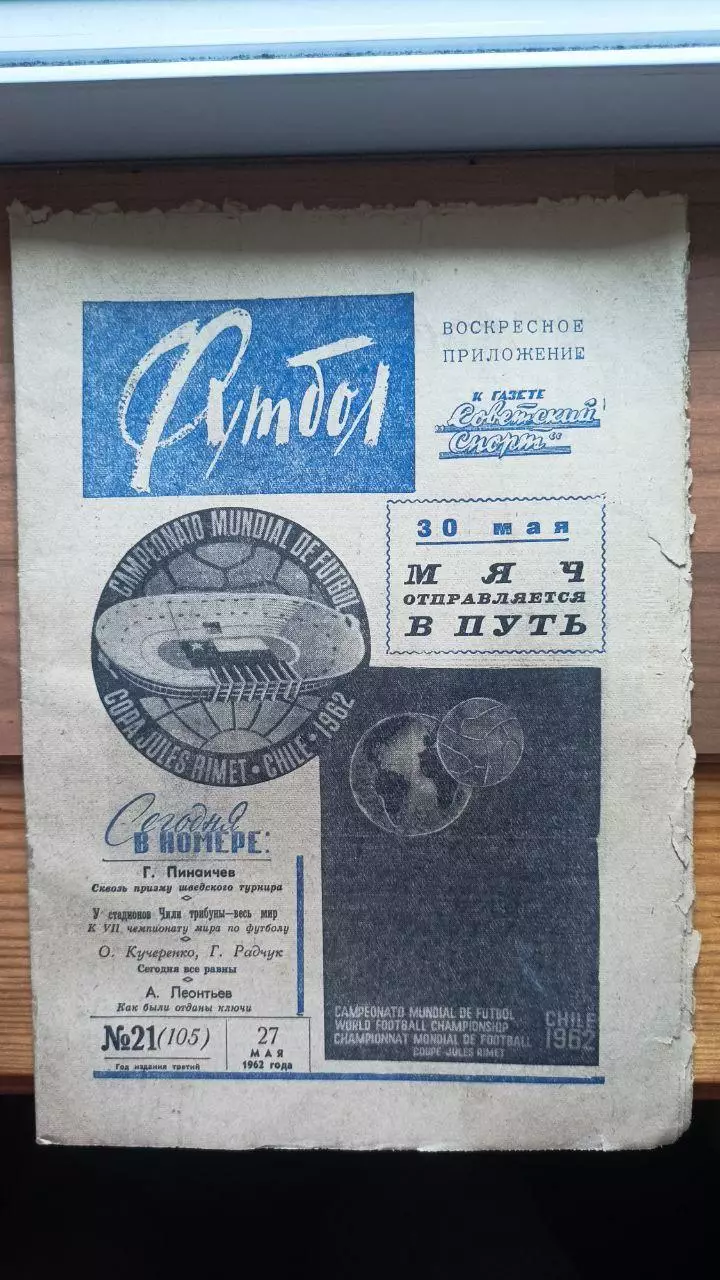 Футбол
ВОСКРЕСНОЕ
ПРИЛОЖЕНИЕ
К ГАЗЕТЕ
„Советский
Спорт“
30 мая
МЯЧ
ОТПРАВЛЯЕТСЯ
В ПУТЬ
CAMPEONATO MUNDIAL DE FUTBOL
COPA JULES RIMET • CHILE • 1962
Сегодня
В НОМЕРЕ:
Г. Пинаичев
Сквозь призму шведского турнира
У стадионов Чили трибуны—весь мир
К VII чемпионату мира по футболу
О. Кучеренко, Г. Радчук
Сегодня все равны
А. Леонтьев
Как были отданы ключи
№21(105)
Год издания третий
27
МАЯ
1962 года
CAMPEONATO MUNDIAL DE FUTBOL
WORLD FOOTBALL CHAMPIONSHIP
CHAMPIONNAT MONDIAL DE FOOTBALL
COUPE JULES RIMET
CHILE
1962